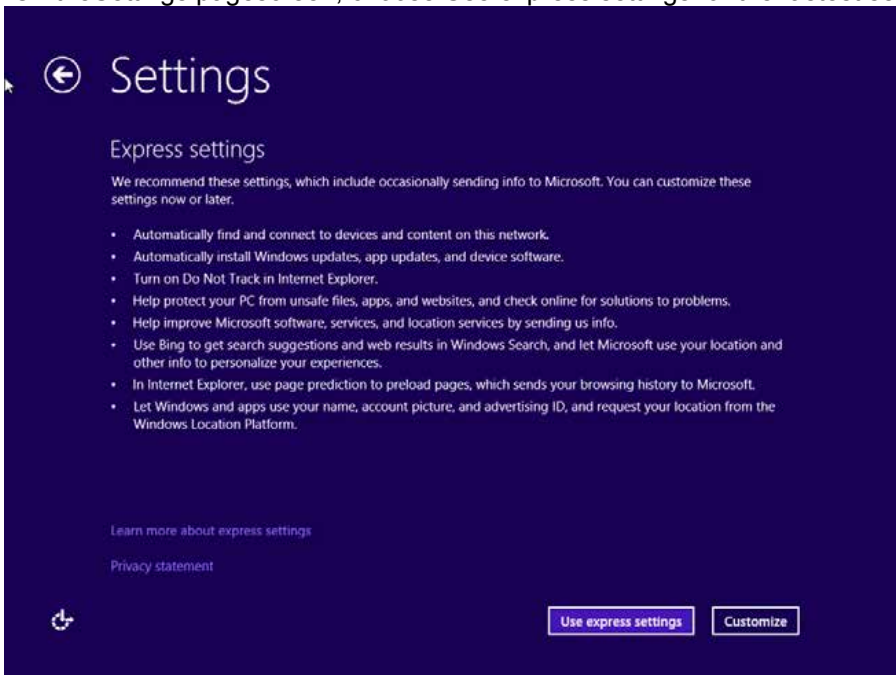 Settings
Express settings
We recommend these settings, which include occasionally sending info to Microsoft. You can customize these
settings now or later.
• Automatically find and connect to devices and content on this network.
• Automatically install Windows updates, app updates, and device software.
• Turn on Do Not Track in Internet Explorer.
• Help protect your PC from unsafe files, apps, and websites, and check online for solutions to problems.
• Help improve Microsoft software, services, and location services by sending us info.
• Use Bing to get search suggestions and web results in Windows Search, and let Microsoft use your location and
other info to personalize your experiences.
• In Internet Explorer, use page prediction to preload pages, which sends your browsing history to Microsoft.
• Let Windows and apps use your name, account picture, and advertising ID, and request your location from the
Windows Location Platform.
Learn more about express settings
Privacy statement
Use express settings
Customize